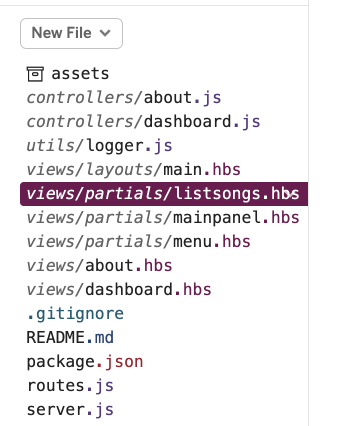 New File
assets
controllers/about.js
controllers/dashboard.js
utils/logger.js
views/layouts/main.hbs
views/partials/listsongs.hbs
views/partials/mainpanel.hbs
views/partials/menu.hbs
views/about.hbs
views/dashboard.hbs
.gitignore
README.md
package.json
routes.js
server.js